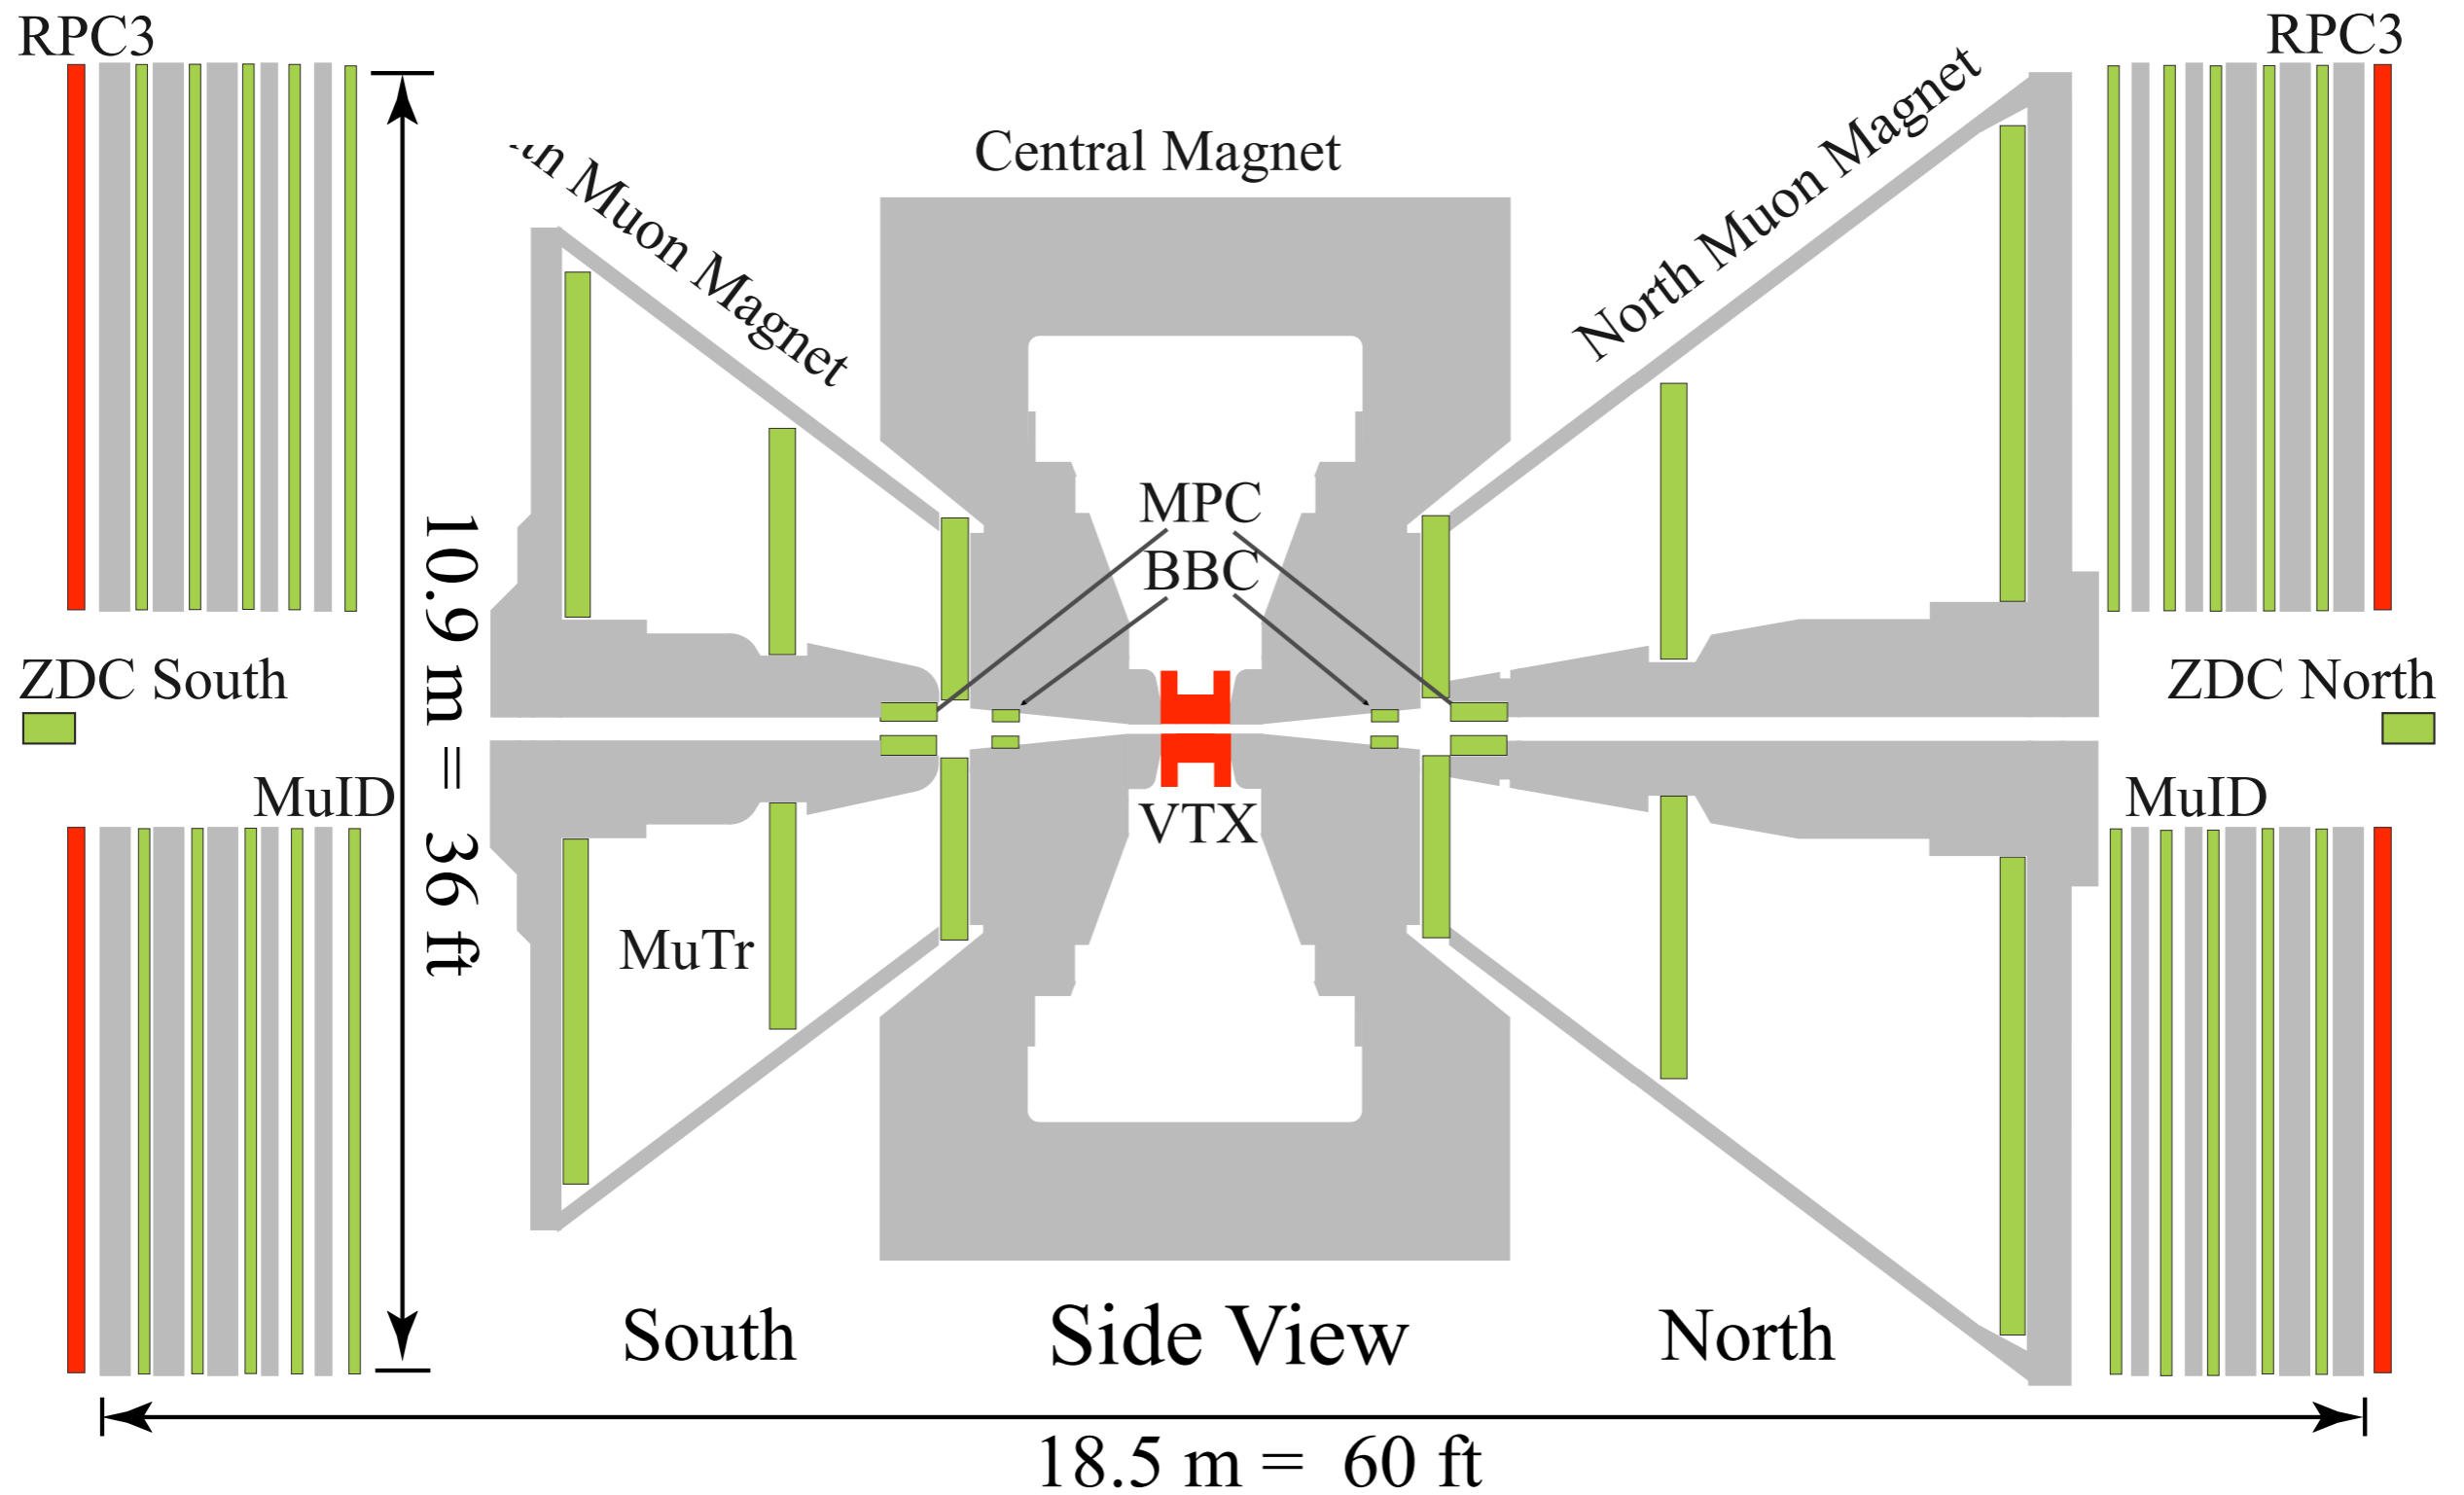 RPC3
RPC3
Muon Magnet
Central Magnet
North Muon Magnet
MPC
BBC
10.9 m = 36 ft
ZDC South
ZDC North
MuID
VTX
MuID
MuTr
South
Side View
North
18.5 m = 60 ft